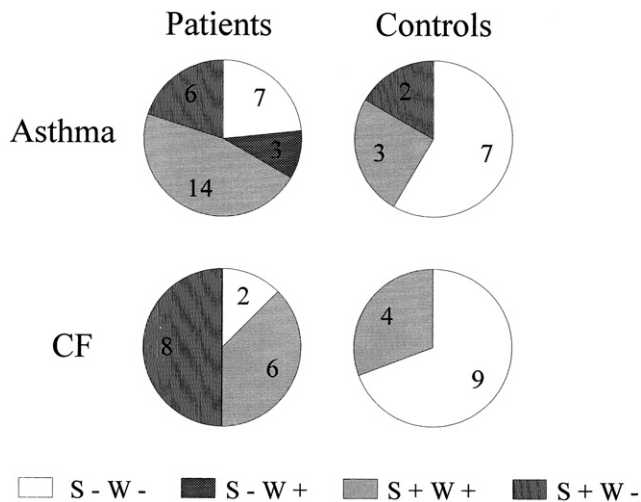 Patients Controls
6 7 2
Asthma 3 3 7
14
2
CF 8 6 4 9
S - W - S - W + S + W + S + W -